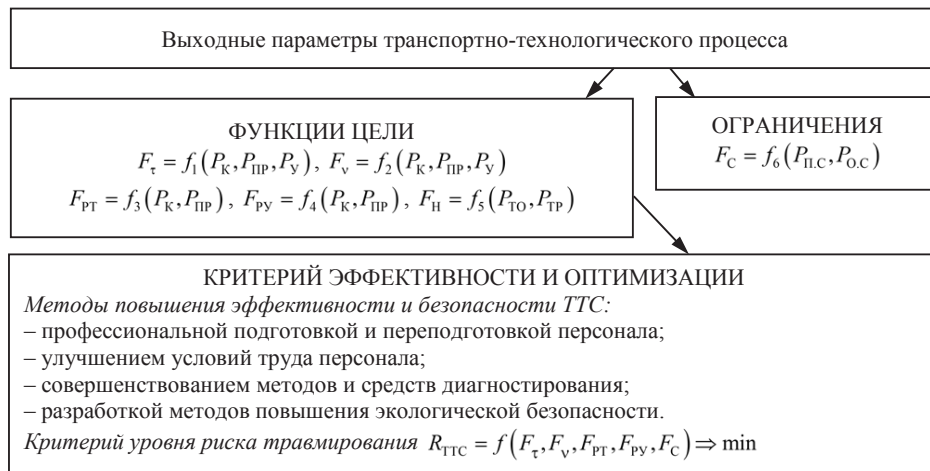 Выходные параметры транспортно-технологического процесса
ФУНКЦИИ ЦЕЛИ
F_τ = f_1(P_К, P_ПР, P_У), F_ν = f_2(P_К, P_ПР, P_У)
F_РТ = f_3(P_К, P_ПР), F_РУ = f_4(P_К, P_ПР), F_Н = f_5(P_ТО, P_ТР)
ОГРАНИЧЕНИЯ
F_С = f_6(P_П.С, P_О.С)
КРИТЕРИЙ ЭФФЕКТИВНОСТИ И ОПТИМИЗАЦИИ
Методы повышения эффективности и безопасности ТТС:
– профессиональной подготовкой и переподготовкой персонала;
– улучшением условий труда персонала;
– совершенствованием методов и средств диагностирования;
– разработкой методов повышения экологической безопасности.
Критерий уровня риска травмирования R_ТТС = f(F_τ, F_ν, F_РТ, F_РУ, F_С) ⇒ min